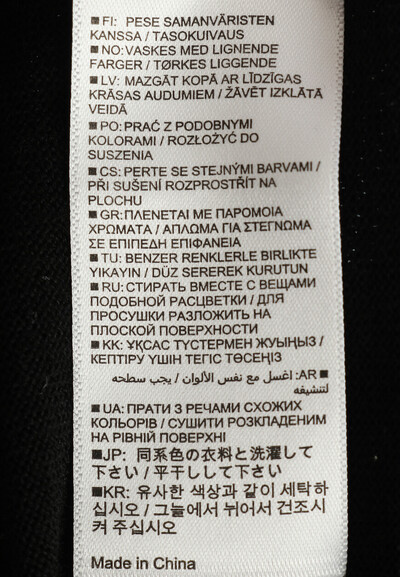 ■FI: PESE SAMANVÄRISTEN
KANSSA / TASOKUIVAUS
■NO:VASKES MED LIGNENDE
FARGER / TØRKES LIGGENDE
■LV: MAZGĀT KOPĀ AR LĪDZĪGAS
KRĀSAS AUDUMIEM / ŽĀVĒT IZKLĀTĀ
VEIDĀ
■PO:PRAĆ Z PODOBNYMI
KOLORAMI / ROZŁOŻYĆ DO
SUSZENIA
■CS:PERTE SE STEJNÝMI BARVAMI /
PŘI SUŠENÍ ROZPROSTŘÍT NA
PLOCHU
■GR:ΠΛΕΝΕΤΑΙ ΜΕ ΠΑΡΟΜΟΙΑ
ΧΡΩΜΑΤΑ / ΑΠΛΩΜΑ ΓΙΑ ΣΤΕΓΝΩΜΑ
ΣΕ ΕΠΙΠΕΔΗ ΕΠΙΦΑΝΕΙΑ
■TU: BENZER RENKLERLE BIRLIKTE
YIKAYIN / DÜZ SEREREK KURUTUN
■RU: СТИРАТЬ ВМЕСТЕ С ВЕЩАМИ
ПОДОБНОЙ РАСЦВЕТКИ / ДЛЯ
ПРОСУШКИ РАЗЛОЖИТЬ НА
ПЛОСКОЙ ПОВЕРХНОСТИ
■KK: ҰҚСАС ТҮСТЕРМЕН ЖУЫҢЫЗ /
КЕПТІРУ ҮШІН ТЕГІС ТӨСЕҢІЗ
■AR: اغسل مع نفس الألوان / يجب سطحه
لتنشيفه
■UA: ПРАТИ З РЕЧАМИ СХОЖИХ
КОЛЬОРІВ / СУШИТИ РОЗКЛАДЕНИМ
НА РІВНІЙ ПОВЕРХНІ
■JP: 同系色の衣料と洗濯して
下さい / 平干しして下さい
■KR: 유사한 색상과 같이 세탁하
십시오 / 그늘에서 뉘어서 건조시
켜 주십시오
Made in China